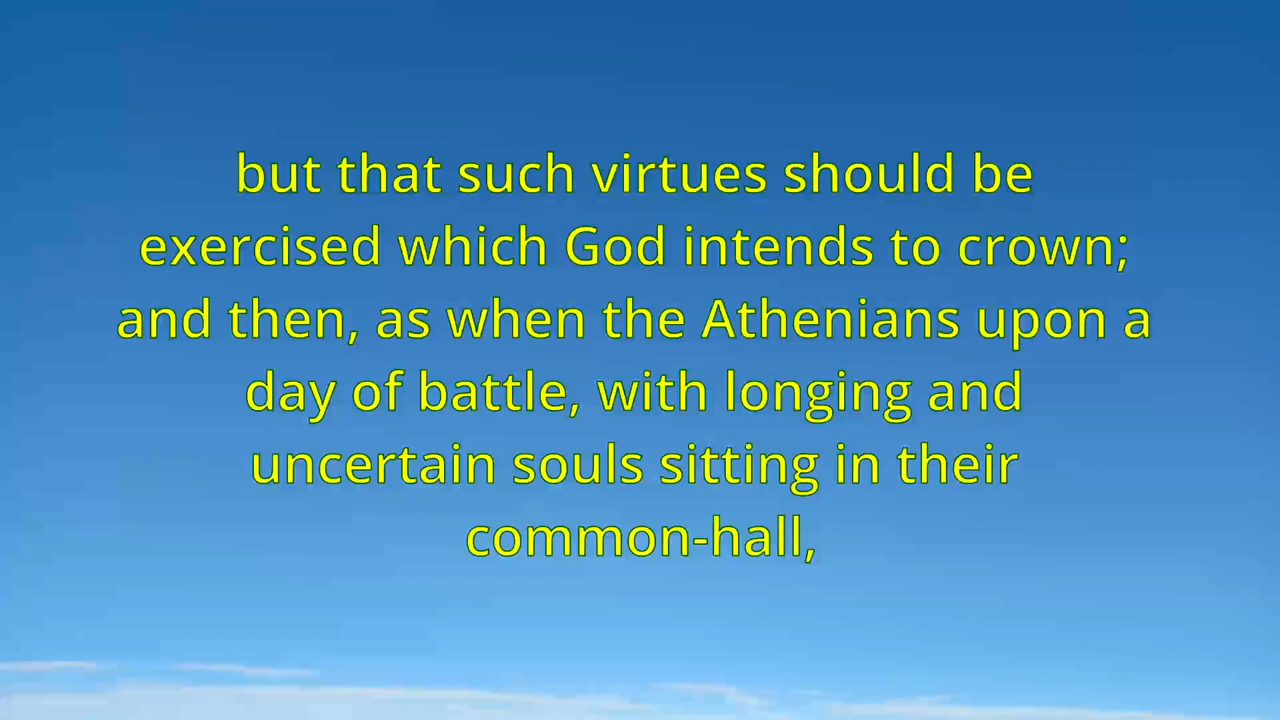 but that such virtues should be
exercised which God intends to crown;
and then, as when the Athenians upon a
day of battle, with longing and
uncertain souls sitting in their
common-hall,